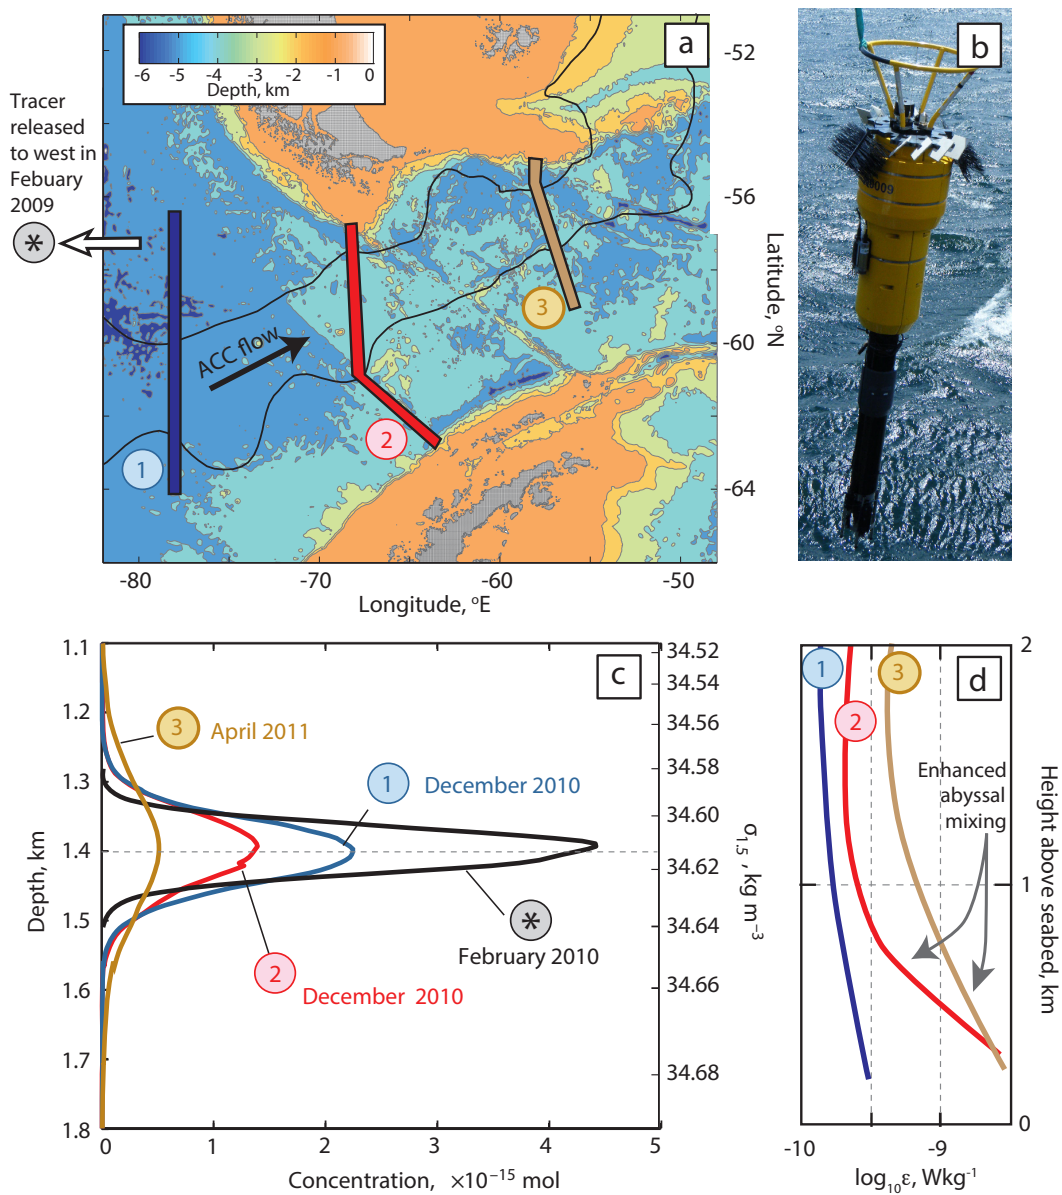 a
-6 -5 -4 -3 -2 -1 0
Depth, km
Tracer
released
to west in
Febuary
2009
*
1
2
3
ACC flow
-52
-56
-60
-64
Latitude, °N
-80 -70 -60 -50
Longitude, °E
b
c
1.1
1.2
1.3
1.4
1.5
1.6
1.7
1.8
Depth, km
3 April 2011
1 December 2010
*
February 2010
2
December 2010
34.52
34.54
34.56
34.58
34.60
34.62
34.64
34.66
34.68
σ1,5, kg m−3
0 1 2 3 4 5
Concentration, ×10−15 mol
d
1
2
3
Enhanced
abyssal
mixing
2
1
0
Height above seabed, km
-10 -9
log10ε, Wkg-1